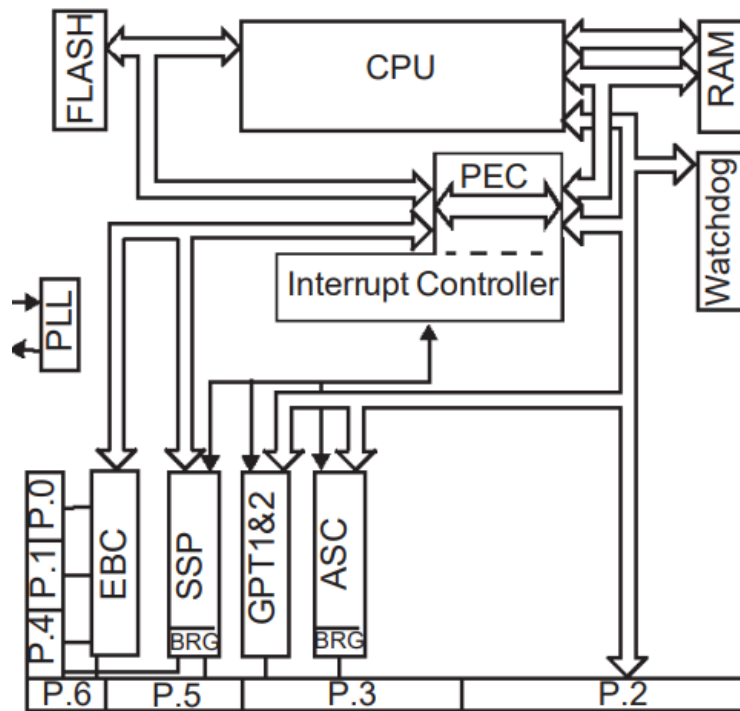 FLASH
CPU
RAM
PEC
Watchdog
Interrupt Controller
PLL
P.0
P.1
P.4
EBC
SSP
BRG
GPT1&2
ASC
BRG
P.6
P.5
P.3
P.2